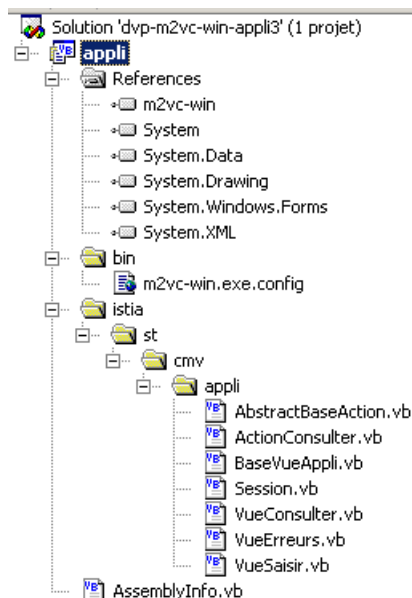 Solution 'dvp-m2vc-win-appli3' (1 projet)
appli
References
m2vc-win
System
System.Data
System.Drawing
System.Windows.Forms
System.XML
bin
m2vc-win.exe.config
istia
st
cmv
appli
AbstractBaseAction.vb
ActionConsulter.vb
BaseVueAppli.vb
Session.vb
VueConsulter.vb
VueErreurs.vb
VueSaisir.vb
AssemblyInfo.vb